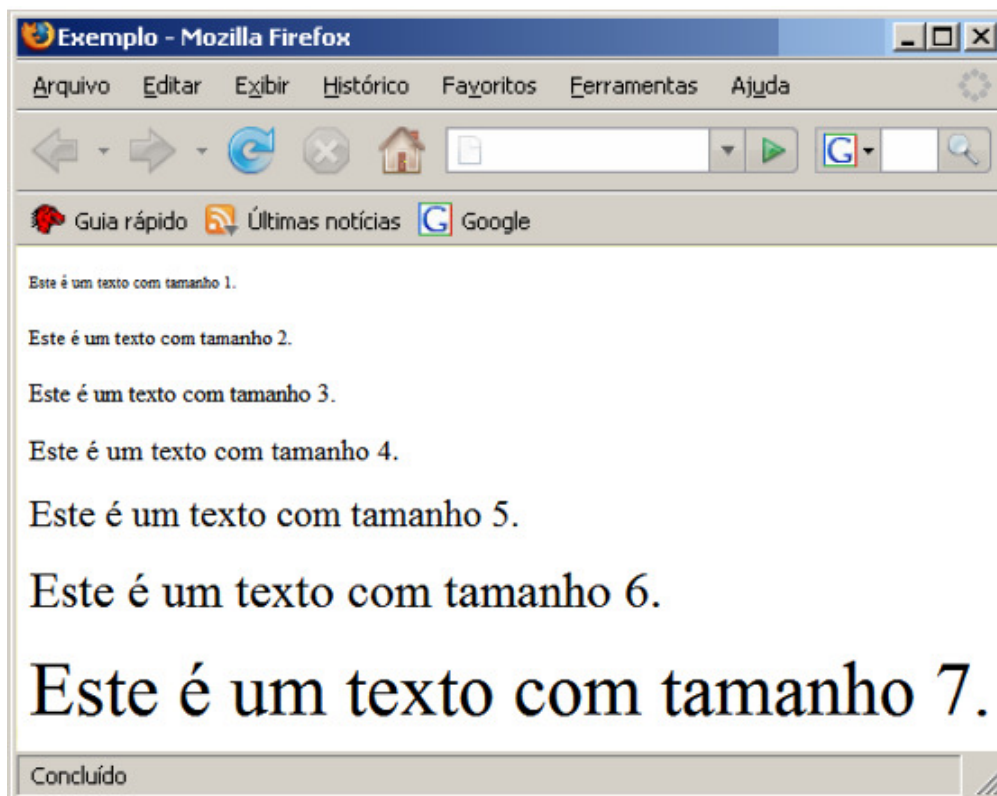 Exemplo - Mozilla Firefox
Arquivo Editar Exibir Histórico Favoritos Ferramentas Ajuda
G
Guia rápido Últimas notícias G Google
Este é um texto com tamanho 1.
Este é um texto com tamanho 2.
Este é um texto com tamanho 3.
Este é um texto com tamanho 4.
Este é um texto com tamanho 5.
Este é um texto com tamanho 6.
Este é um texto com tamanho 7.
Concluído